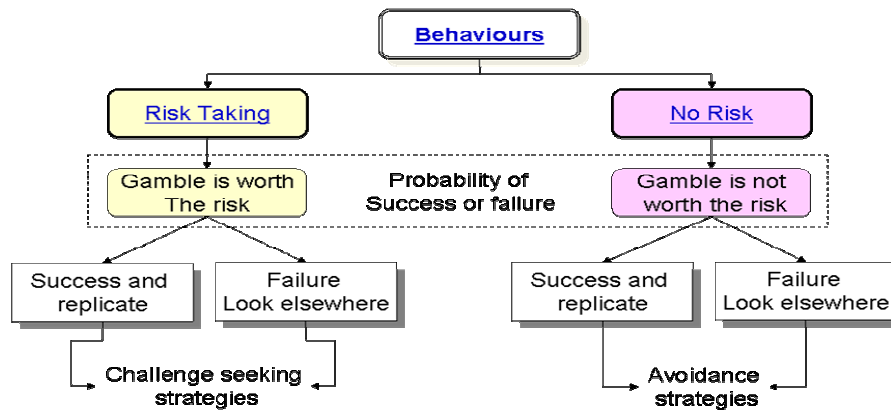 Behaviours
Risk Taking
No Risk
Gamble is worth
The risk
Probability of
Success or failure
Gamble is not
worth the risk
Success and
replicate
Failure
Look elsewhere
Success and
replicate
Failure
Look elsewhere
Challenge seeking
strategies
Avoidance
strategies